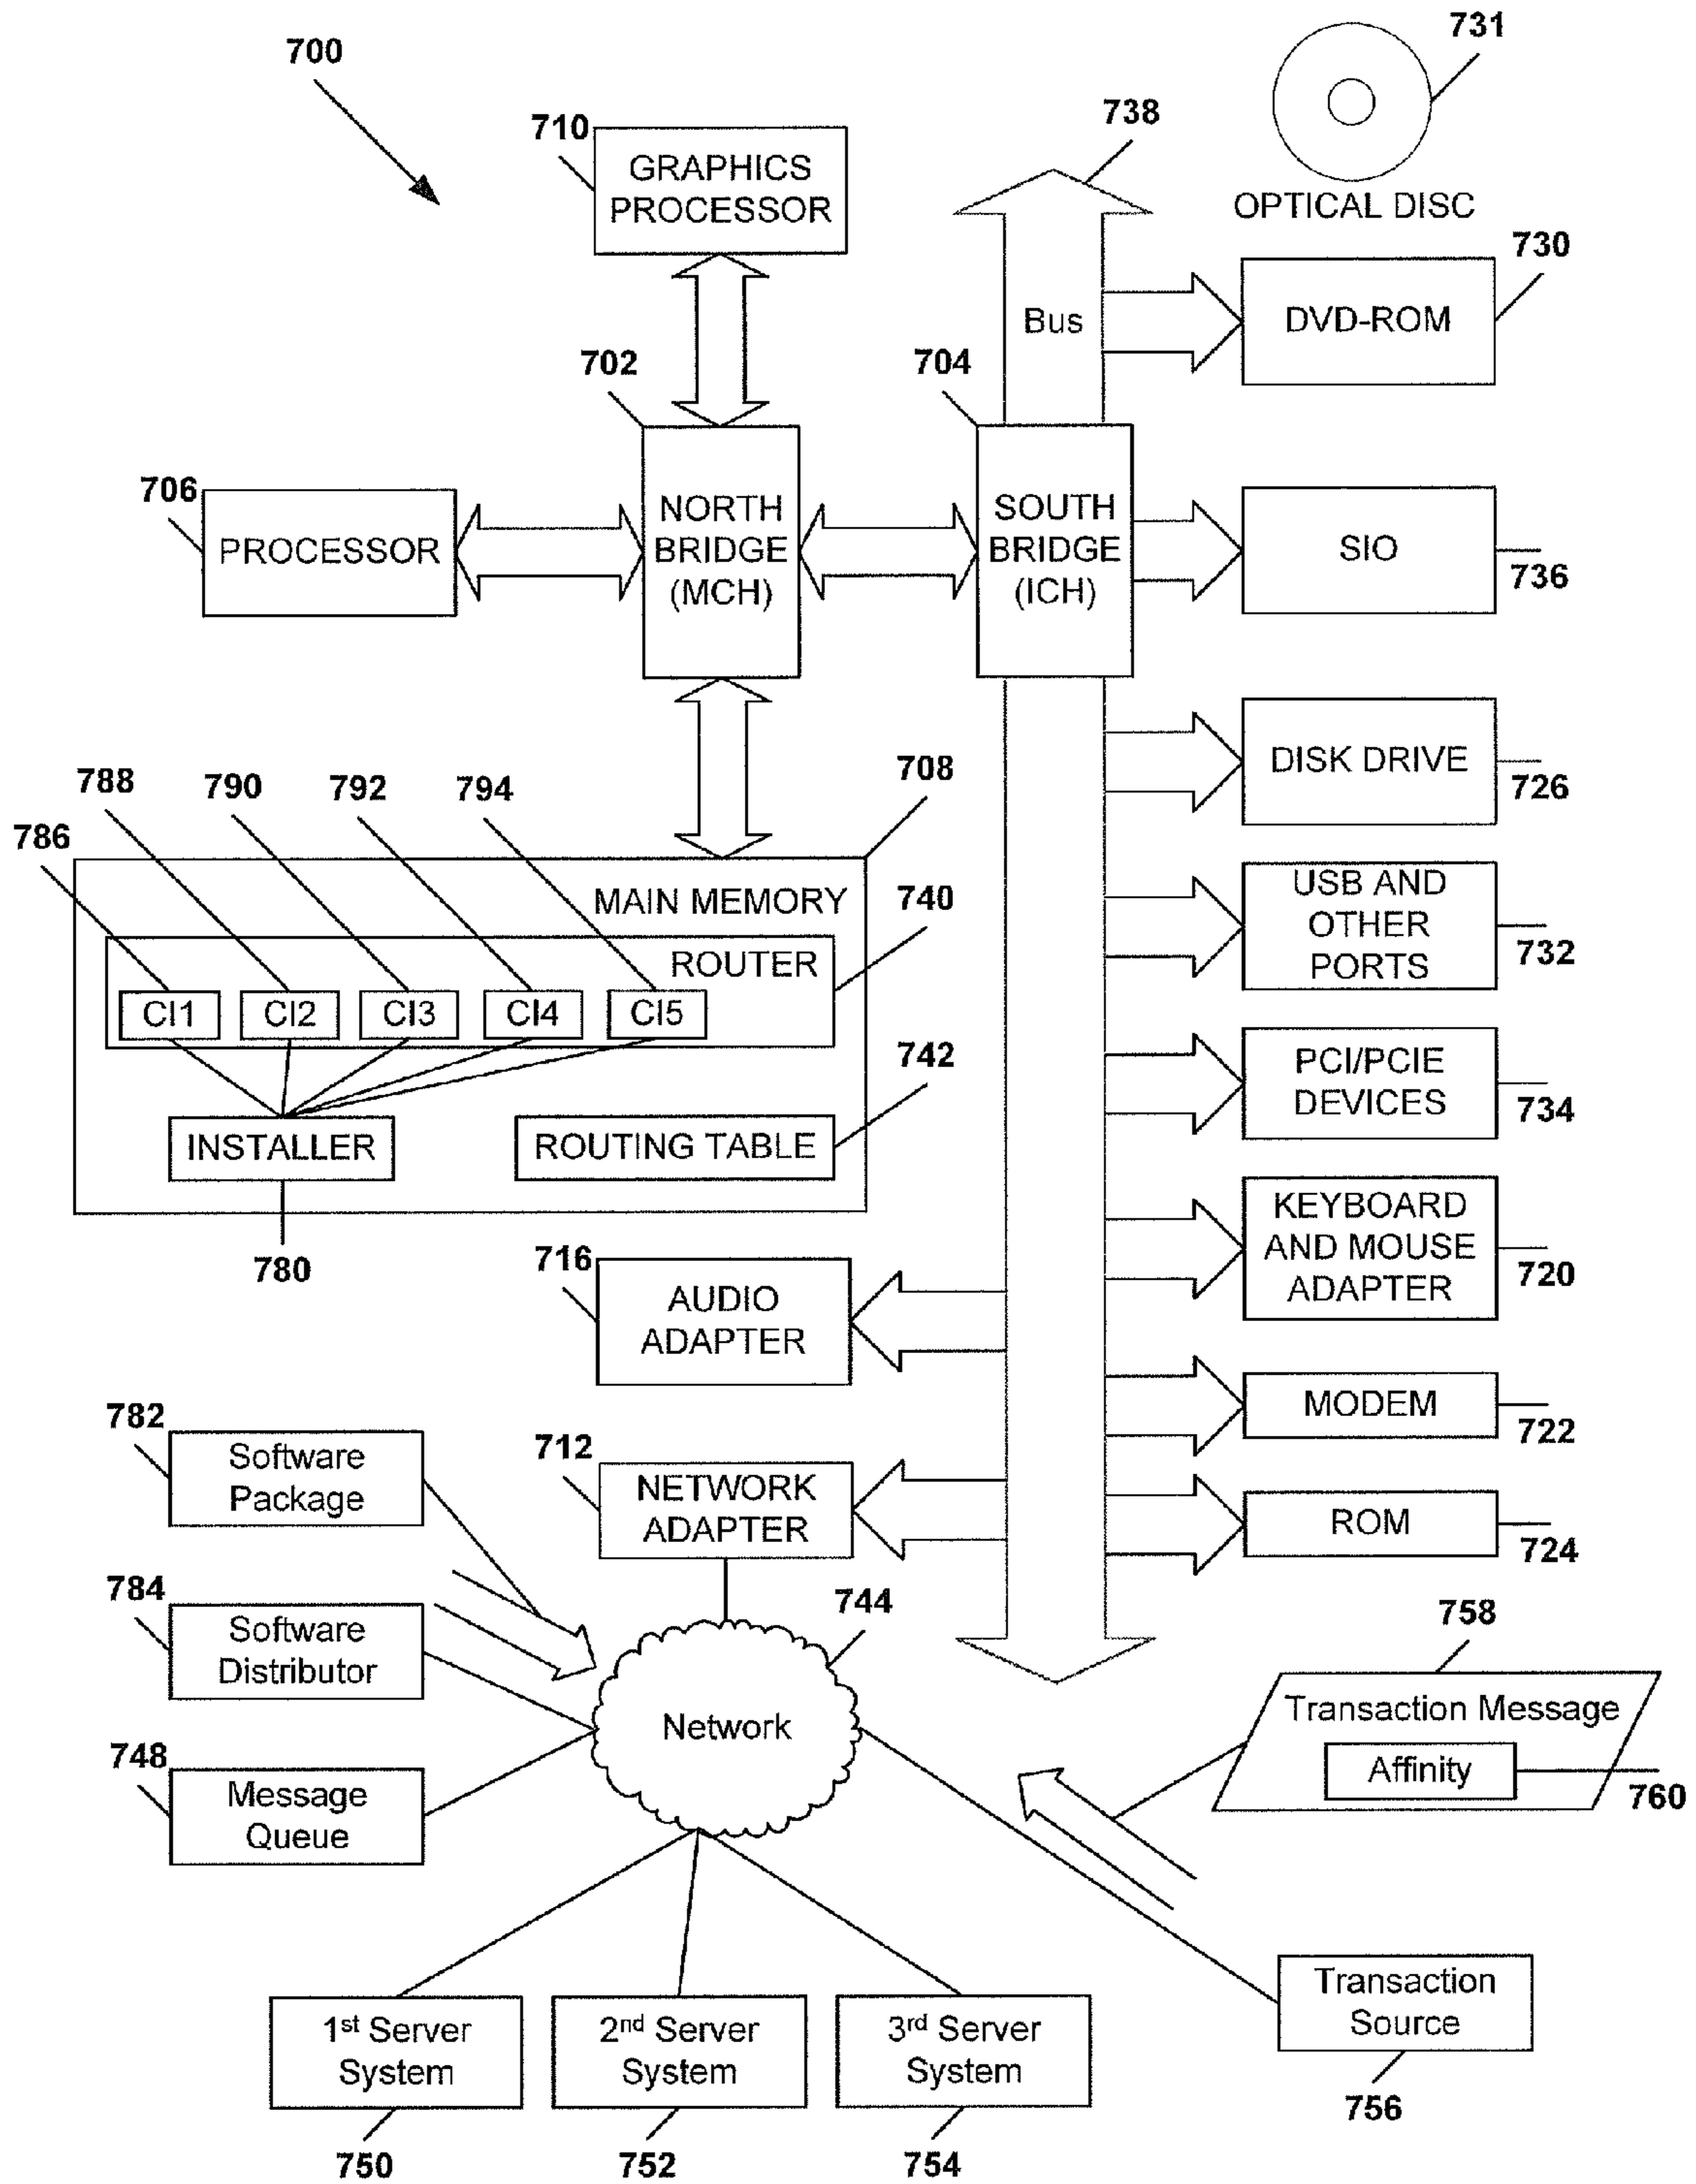 700
731
738
710
GRAPHICS
PROCESSOR
OPTICAL DISC
730
Bus
DVD-ROM
702
704
706
PROCESSOR
NORTH
BRIDGE
(MCH)
SOUTH
BRIDGE
(ICH)
SIO
736
DISK DRIVE
726
788
790
792
794
708
786
MAIN MEMORY
740
ROUTER
CI1
CI2
CI3
CI4
CI5
USB AND
OTHER
PORTS
732
742
INSTALLER
ROUTING TABLE
780
PCI/PCIE
DEVICES
734
KEYBOARD
AND MOUSE
ADAPTER
720
716
AUDIO
ADAPTER
MODEM
722
782
Software
Package
712
NETWORK
ADAPTER
ROM
724
784
Software
Distributor
744
Network
758
Transaction Message
Affinity
760
748
Message
Queue
1st Server
System
750
2nd Server
System
752
3rd Server
System
754
Transaction
Source
756